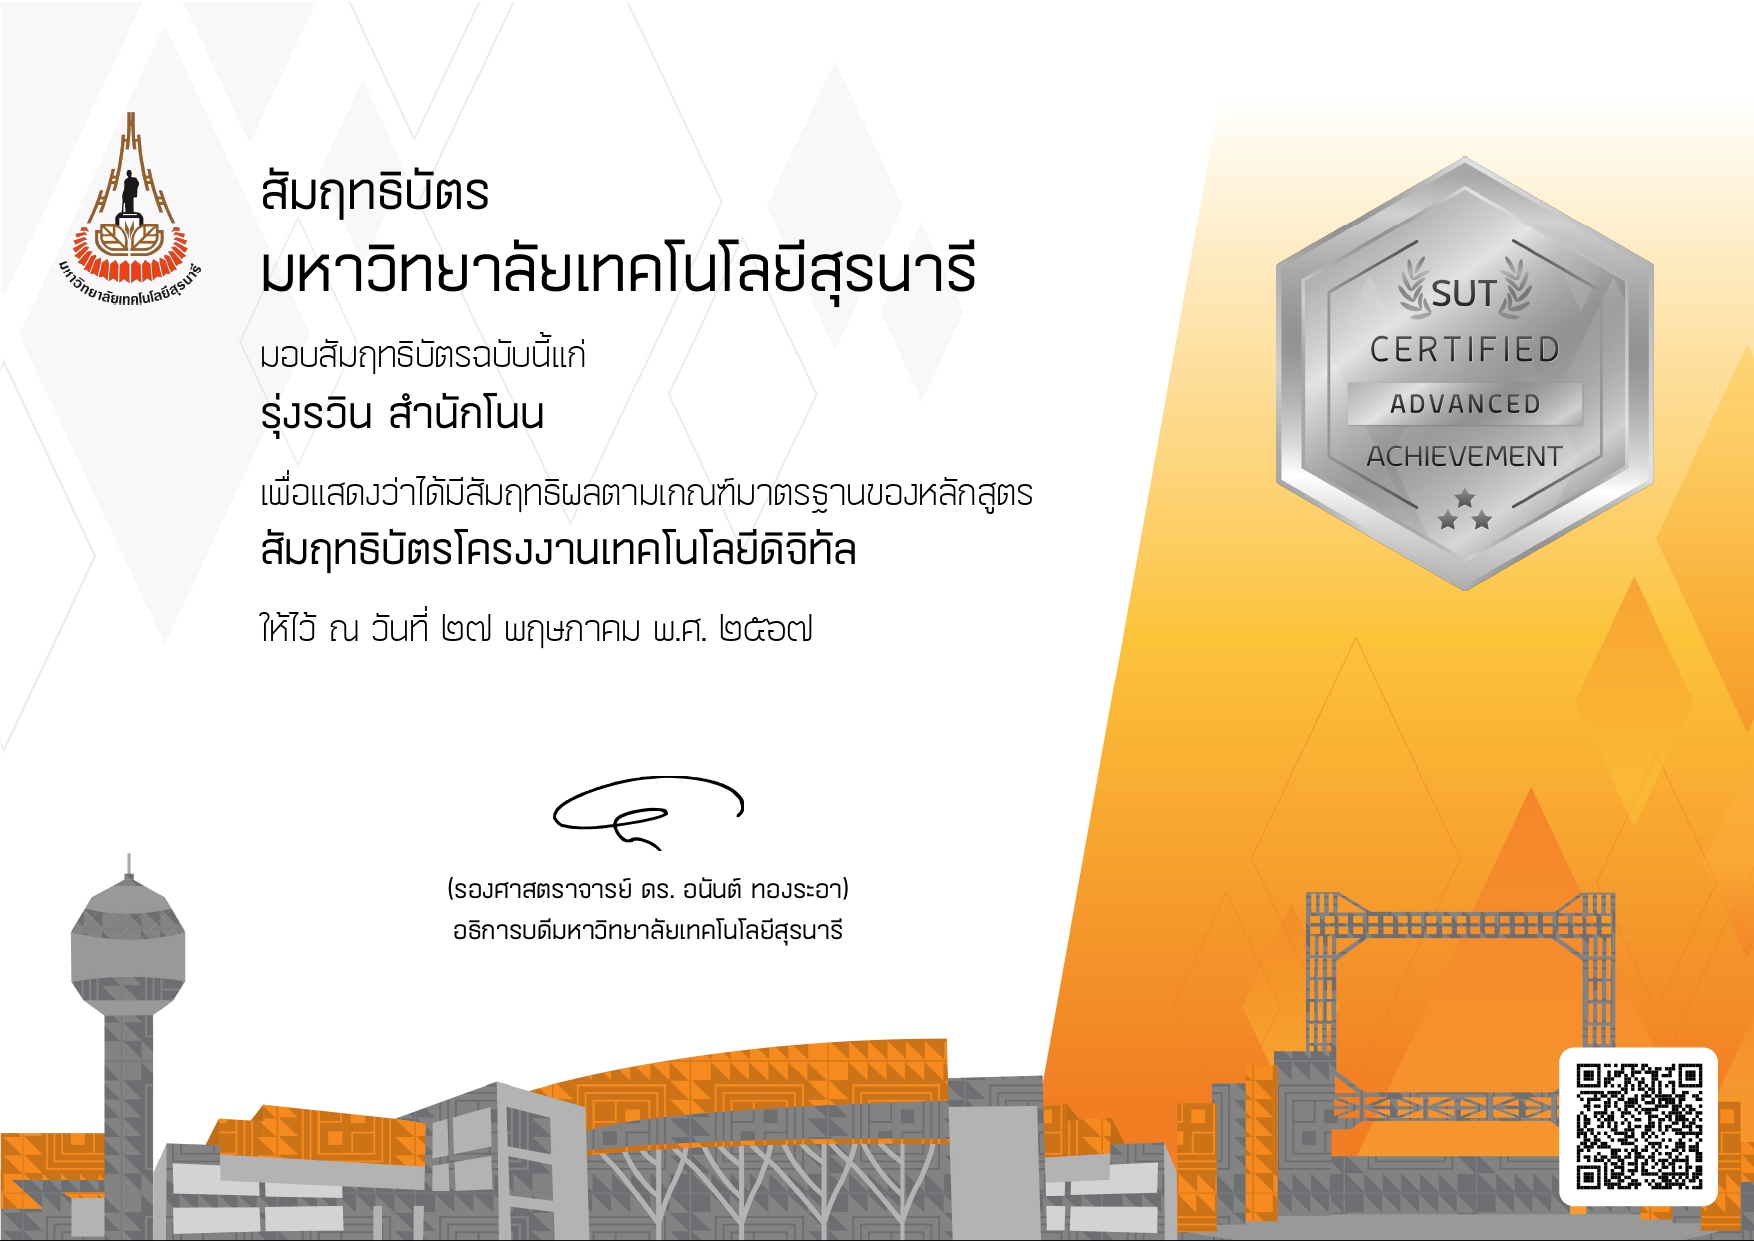 มหาวิทยาลัยเทคโนโลยีสุรนารี
สัมฤทธิบัตร
มหาวิทยาลัยเทคโนโลยีสุรนารี
มอบสัมฤทธิบัตรฉบับนี้แก่
รุ่งรวิน สำนักโนน
เพื่อแสดงว่าได้มีสัมฤทธิผลตามเกณฑ์มาตรฐานของหลักสูตร
สัมฤทธิบัตรโครงงานเทคโนโลยีดิจิทัล
ให้ไว้ ณ วันที่ ๒๗ พฤษภาคม พ.ศ. ๒๕๖๗
(รองศาสตราจารย์ ดร. อนันต์ ทองระอา)
อธิการบดีมหาวิทยาลัยเทคโนโลยีสุรนารี
SUT
CERTIFIED
ADVANCED
ACHIEVEMENT